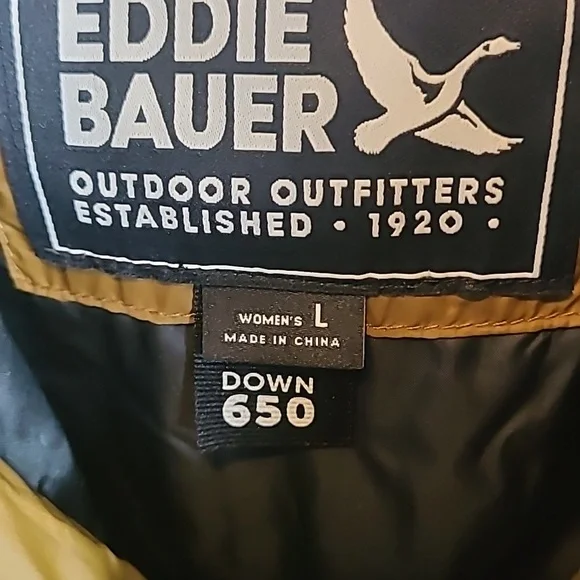 EDDIE
BAUER
OUTDOOR OUTFITTERS
ESTABLISHED • 1920 •
WOMEN'S L
MADE IN CHINA
DOWN
650